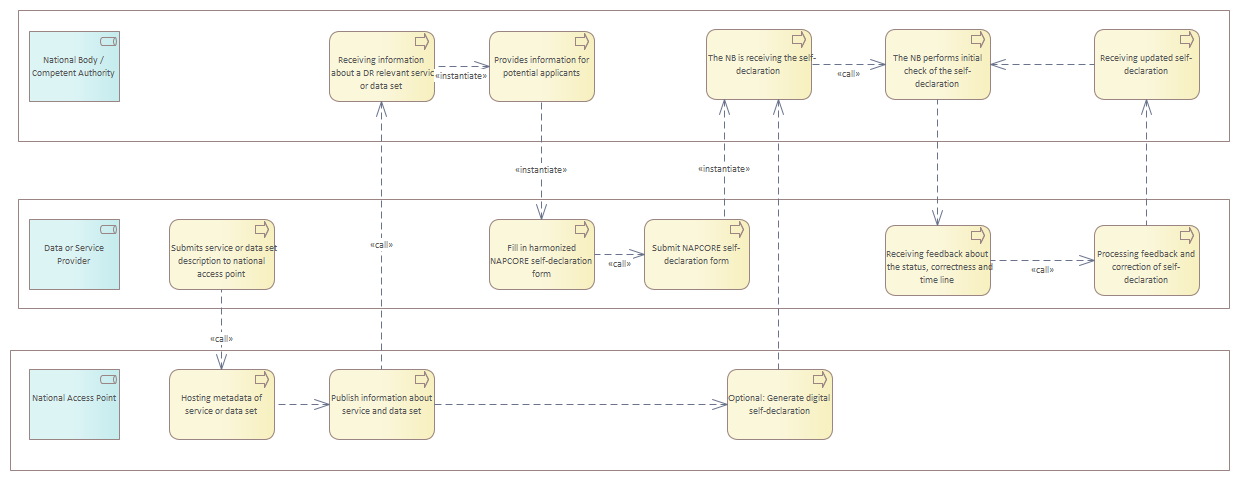 National Body /
Competent Authority
Receiving information
about a DR relevant servic
or data set
«instantiate»
Provides information for
potential applicants
The NB is receiving the self-
declaration
«call»
The NB performs initial
check of the self-
declaration
Receiving updated self-
declaration
«instantiate»
«instantiate»
Data or Service
Provider
Submits service or data set
description to national
access point
«call»
Fill in harmonized
NAPCORE self-declaration
form
«call»
Submit NAPCORE self-
declaration form
Receiving feedback about
the status, correctness and
time line
«call»
Processing feedback and
correction of self-
declaration
«call»
National Access Point
Hosting metadata of
service or data set
Publish information about
service and data set
Optional: Generate digital
self-declaration